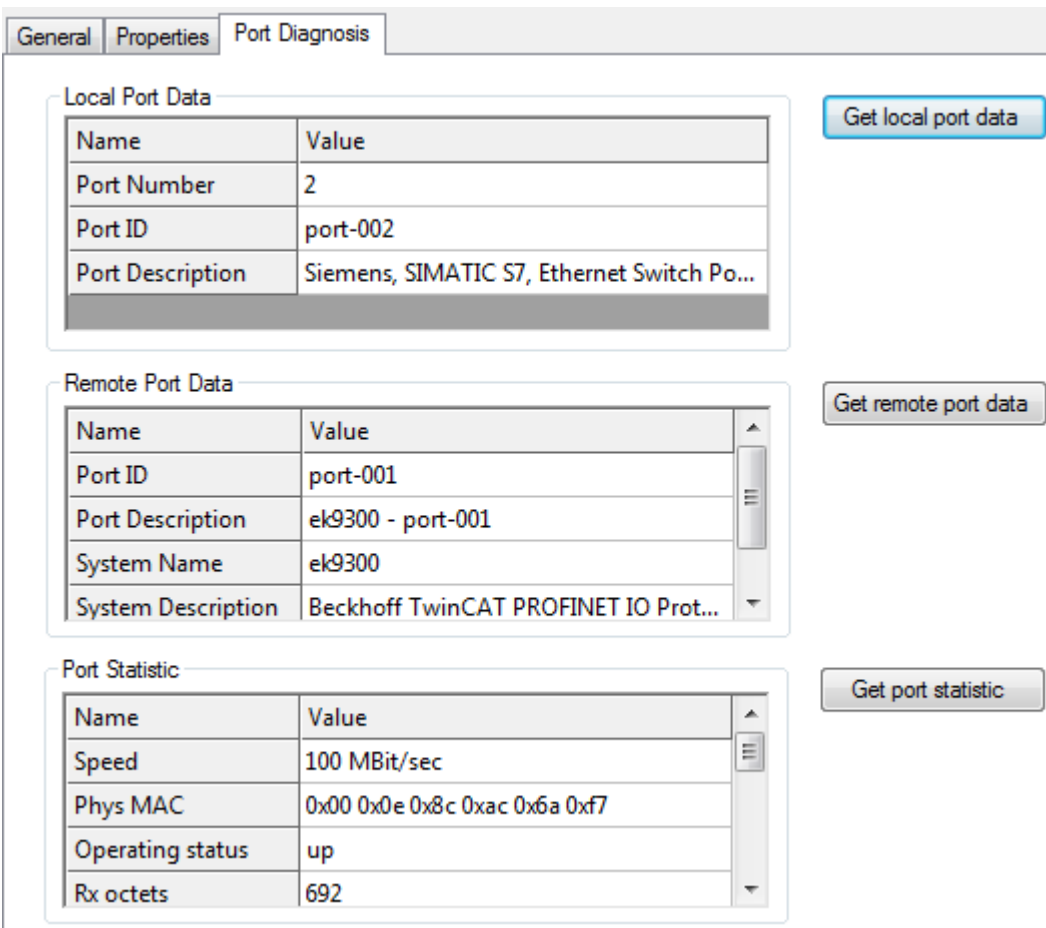 General Properties Port Diagnosis
Local Port Data
Get local port data
Name Value
Port Number 2
Port ID port-002
Port Description Siemens, SIMATIC S7, Ethernet Switch Po...
Remote Port Data
Get remote port data
Name Value
Port ID port-001
Port Description ek9300 - port-001
System Name ek9300
System Description Beckhoff TwinCAT PROFINET IO Prot...
Port Statistic
Get port statistic
Name Value
Speed 100 MBit/sec
Phys MAC 0x00 0x0e 0x8c 0xac 0x6a 0xf7
Operating status up
Rx octets 692